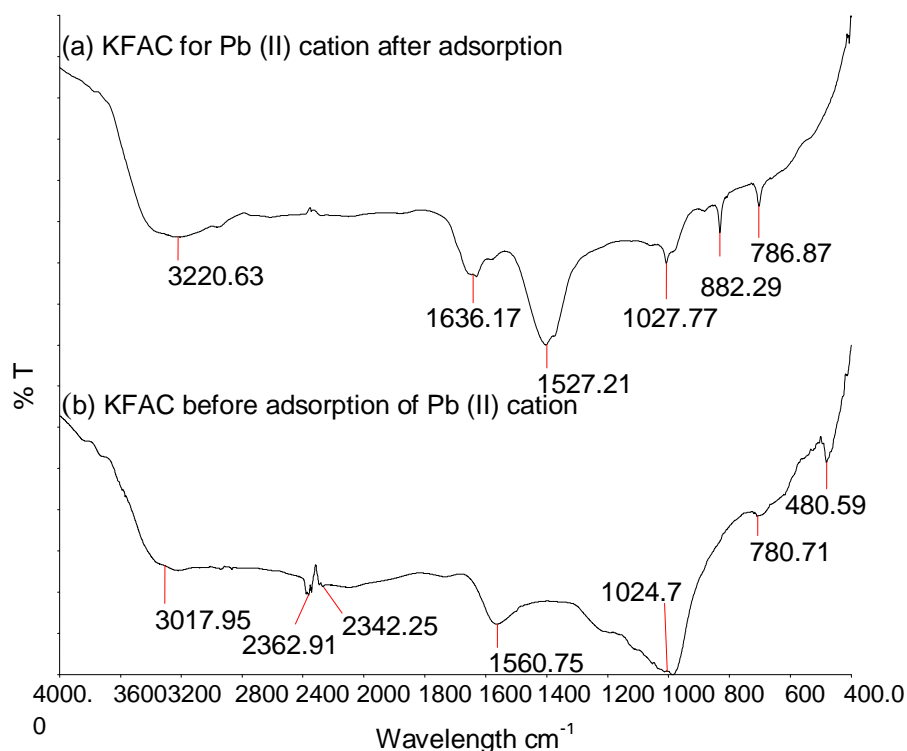 (a) KFAC for Pb (II) cation after adsorption
3220.63
1636.17
1527.21
1027.77
882.29
786.87
% T
(b) KFAC before adsorption of Pb (II) cation
3017.95
2362.91
2342.25
1560.75
1024.7
780.71
480.59
4000.0 3600 3200 2800 2400 2000 1800 1600 1400 1200 1000 800 600 400.0
Wavelength cm⁻¹